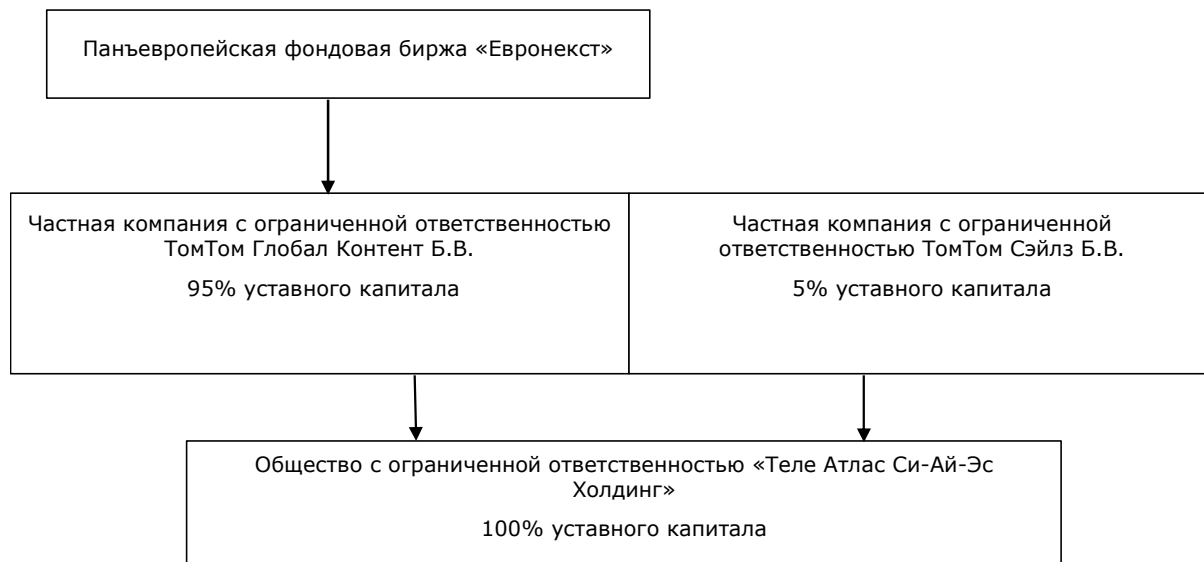 Панъевропейская фондовая биржа «Евронекст»
Частная компания с ограниченной ответственностью
ТомТом Глобал Контент Б.В.
95% уставного капитала
Частная компания с ограниченной
ответственностью ТомТом Сэйлз Б.В.
5% уставного капитала
Общество с ограниченной ответственностью «Теле Атлас Си-Ай-Эс
Холдинг»
100% уставного капитала